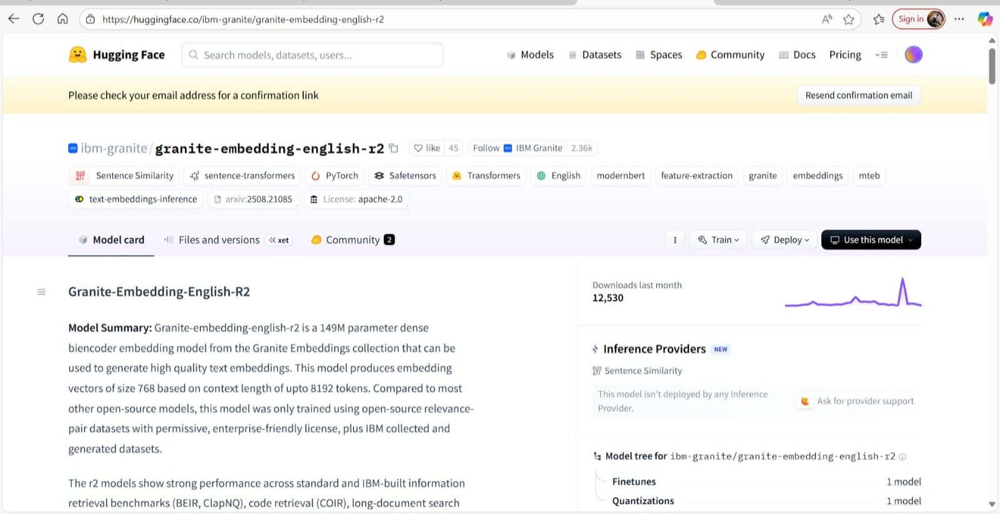 https://huggingface.co/ibm-granite/granite-embedding-english-r2
Sign in
Hugging Face
Search models, datasets, users...
Models
Datasets
Spaces
Community
Docs
Pricing
Please check your email address for a confirmation link
Resend confirmation email
ibm-granite/granite-embedding-english-r2
like 45
Follow IBM Granite 2.36k
Sentence Similarity
sentence-transformers
PyTorch
Safetensors
Transformers
English
modernbert
feature-extraction
granite
embeddings
mteb
text-embeddings-inference
arxiv:2508.21085
License: apache-2.0
Model card
Files and versions
xet
Community 2
Train
Deploy
Use this model
Granite-Embedding-English-R2
Model Summary: Granite-embedding-english-r2 is a 149M parameter dense
biencoder embedding model from the Granite Embeddings collection that can be
used to generate high quality text embeddings. This model produces embedding
vectors of size 768 based on context length of upto 8192 tokens. Compared to most
other open-source models, this model was only trained using open-source relevance-
pair datasets with permissive, enterprise-friendly license, plus IBM collected and
generated datasets.
The r2 models show strong performance across standard and IBM-built information
retrieval benchmarks (BEIR, ClapNQ), code retrieval (COIR), long-document search
Downloads last month
12,530
Inference Providers NEW
Sentence Similarity
This model isn't deployed by any Inference
Provider.
Ask for provider support
Model tree for ibm-granite/granite-embedding-english-r2
Finetunes 1 model
Quantizations 1 model